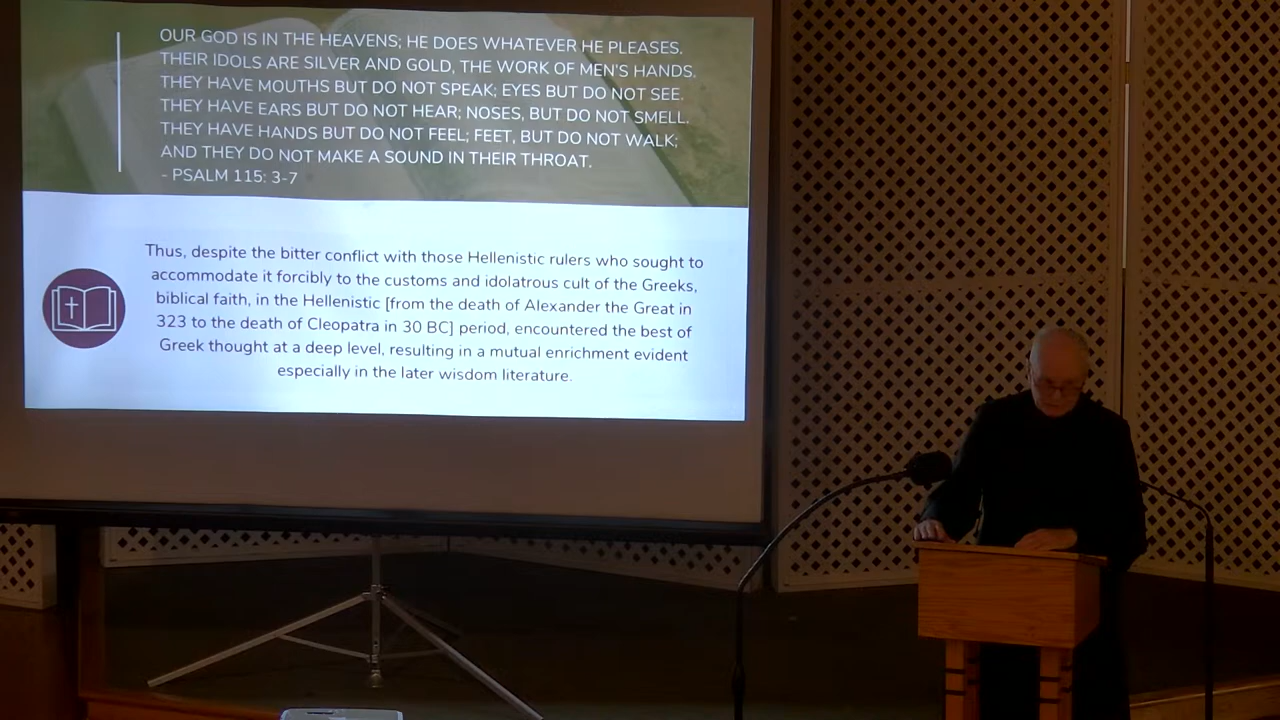 OUR GOD IS IN THE HEAVENS; HE DOES WHATEVER HE PLEASES.
THEIR IDOLS ARE SILVER AND GOLD, THE WORK OF MEN'S HANDS.
THEY HAVE MOUTHS BUT DO NOT SPEAK; EYES BUT DO NOT SEE.
THEY HAVE EARS BUT DO NOT HEAR; NOSES, BUT DO NOT SMELL.
THEY HAVE HANDS BUT DO NOT FEEL; FEET, BUT DO NOT WALK;
AND THEY DO NOT MAKE A SOUND IN THEIR THROAT.
- PSALM 115: 3-7
Thus, despite the bitter conflict with those Hellenistic rulers who sought to
accommodate it forcibly to the customs and idolatrous cult of the Greeks,
biblical faith, in the Hellenistic [from the death of Alexander the Great in
323 to the death of Cleopatra in 30 BC] period, encountered the best of
Greek thought at a deep level, resulting in a mutual enrichment evident
especially in the later wisdom literature.